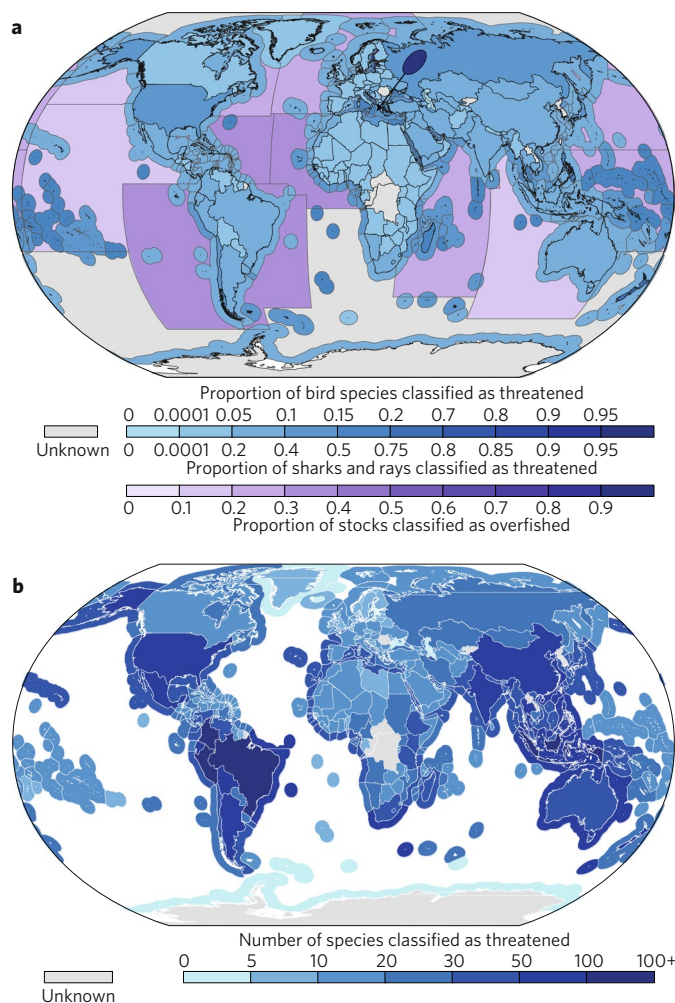 a
Proportion of bird species classified as threatened
0 0.0001 0.05 0.1 0.15 0.2 0.7 0.8 0.9 0.95
Unknown
0 0.0001 0.2 0.4 0.5 0.75 0.8 0.85 0.9 0.95
Proportion of sharks and rays classified as threatened
0 0.1 0.2 0.3 0.4 0.5 0.6 0.7 0.8 0.9
Proportion of stocks classified as overfished
b
Number of species classified as threatened
0 5 10 20 30 50 100 100+
Unknown